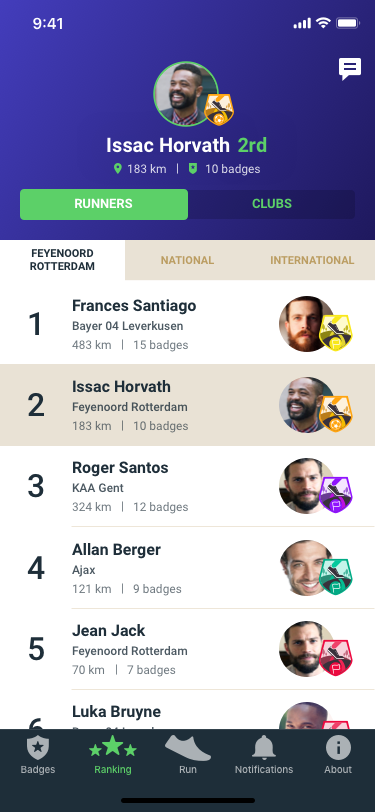 9:41
Issac Horvath 2rd
183 km | 10 badges
RUNNERS CLUBS
FEYENOORD
ROTTERDAM
NATIONAL INTERNATIONAL
1
Frances Santiago
Bayer 04 Leverkusen
483 km | 15 badges
2
Issac Horvath
Feyenoord Rotterdam
183 km | 10 badges
3
Roger Santos
KAA Gent
324 km | 12 badges
4
Allan Berger
Ajax
121 km | 9 badges
5
Jean Jack
Feyenoord Rotterdam
70 km | 7 badges
6
Luka Bruyne
Badges Ranking Run Notifications About